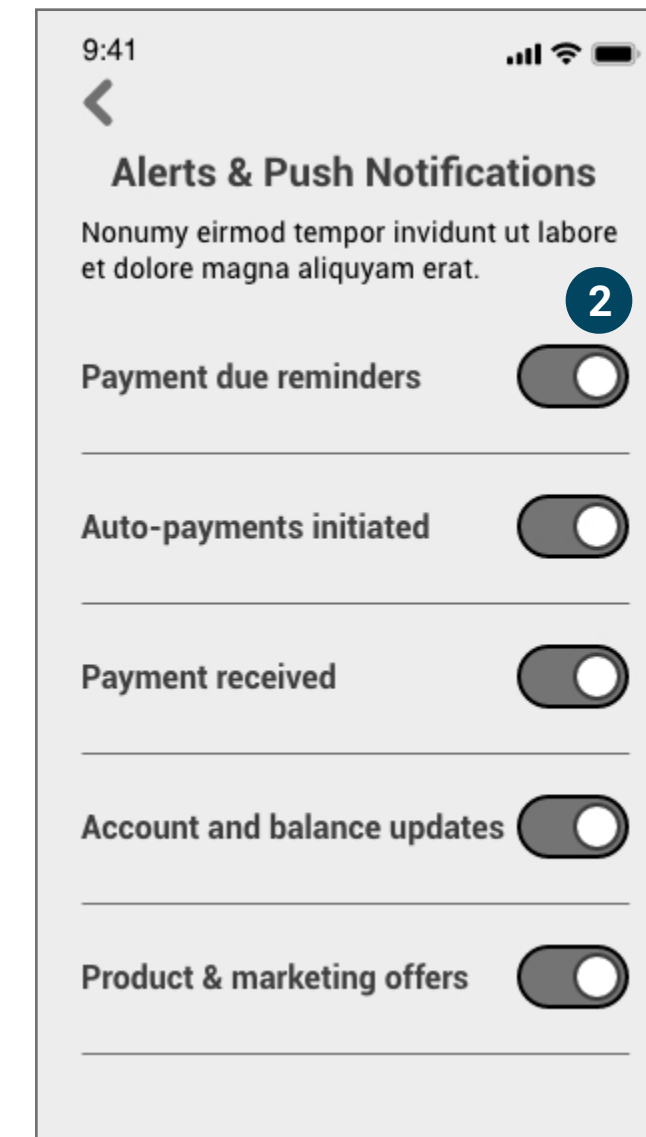 9:41
Alerts & Push Notifications
Nonumy eirmod tempor invidunt ut labore
et dolore magna aliquyam erat.
2
Payment due reminders
Auto-payments initiated
Payment received
Account and balance updates
Product & marketing offers